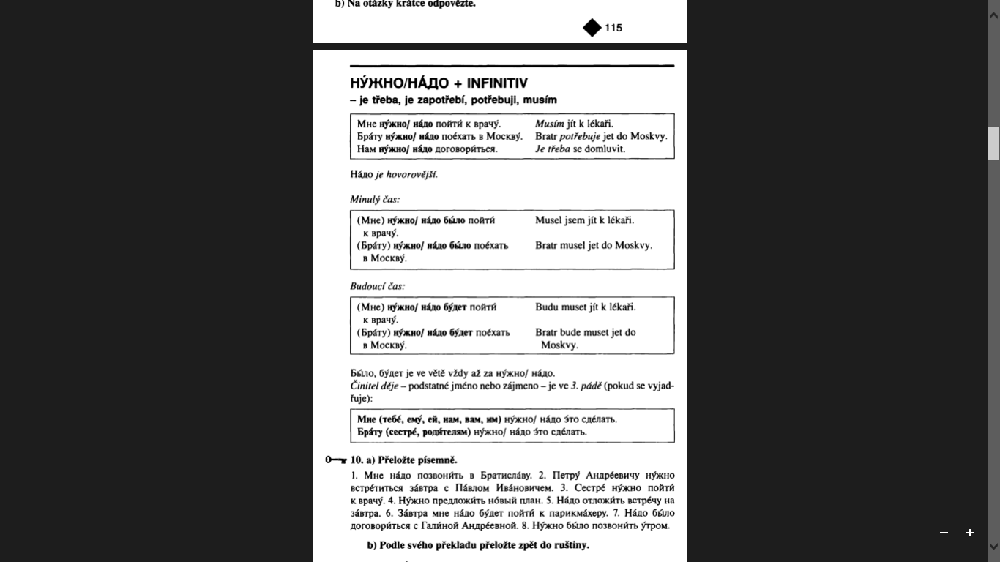 b) Na otázky krátce odpovězte.
115
НУ́ЖНО/НА́ДО + INFINITIV
– je třeba, je zapotřebí, potřebuji, musím
Мне ну́жно/ на́до пойти́ к врачу́. Musím jít k lékaři.
Бра́ту ну́жно/ на́до пое́хать в Москву́. Bratr potřebuje jet do Moskvy.
Нам ну́жно/ на́до договори́ться. Je třeba se domluvit.
На́до je hovorovější.
Minulý čas:
(Мне) ну́жно/ на́до бы́ло пойти́ Musel jsem jít k lékaři.
к врачу́.
(Бра́ту) ну́жно/ на́до бы́ло пое́хать Bratr musel jet do Moskvy.
в Москву́.
Budoucí čas:
(Мне) ну́жно/ на́до бу́дет пойти́ Budu muset jít k lékaři.
к врачу́.
(Бра́ту) ну́жно/ на́до бу́дет пое́хать Bratr bude muset jet do
в Москву́. Moskvy.
Бы́ло, бу́дет je ve větě vždy až za ну́жно/ на́до.
Činitel děje – podstatné jméno nebo zájmeno – je ve 3. pádě (pokud se vyjad-
řuje):
Мне (тебе́, ему́, ей, нам, вам, им) ну́жно/ на́до э́то сде́лать.
Бра́ту (сестре́, роди́телям) ну́жно/ на́до э́то сде́лать.
10. a) Přeložte písemně.
1. Мне на́до позвони́ть в Братисла́ву. 2. Петру́ Андре́евичу ну́жно
встре́титься за́втра с Па́влом Ива́новичем. 3. Сестре́ ну́жно пойти́
к врачу́. 4. Ну́жно предложи́ть но́вый план. 5. На́до отложи́ть встре́чу на
за́втра. 6. За́втра мне на́до бу́дет пойти́ к парикма́херу. 7. На́до бы́ло
договори́ться с Гали́ной Андре́евной. 8. Ну́жно бы́ло позвони́ть у́тром.
b) Podle svého překladu přeložte zpět do ruštiny.